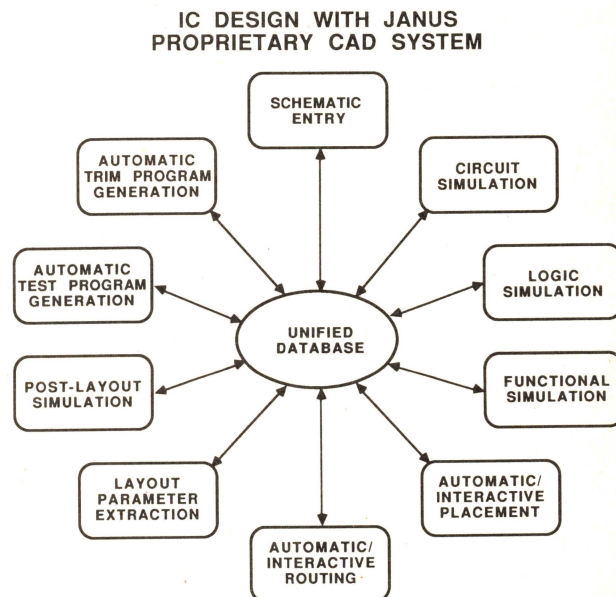 IC DESIGN WITH JANUS
PROPRIETARY CAD SYSTEM
SCHEMATIC
ENTRY
CIRCUIT
SIMULATION
LOGIC
SIMULATION
FUNCTIONAL
SIMULATION
AUTOMATIC/
INTERACTIVE
PLACEMENT
AUTOMATIC/
INTERACTIVE
ROUTING
LAYOUT
PARAMETER
EXTRACTION
POST-LAYOUT
SIMULATION
AUTOMATIC
TEST PROGRAM
GENERATION
AUTOMATIC
TRIM PROGRAM
GENERATION
UNIFIED
DATABASE